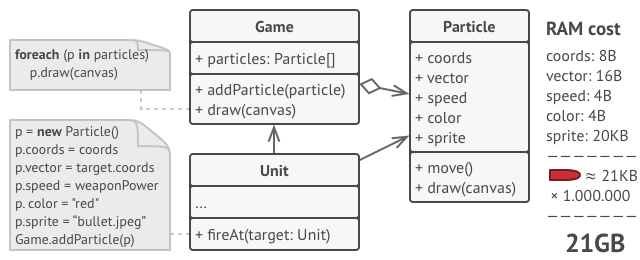 foreach (p in particles)
p.draw(canvas)
p = new Particle()
p.coords = coords
p.vector = target.coords
p.speed = weaponPower
p. color = "red"
p.sprite = “bullet.jpeg”
Game.addParticle(p)
Game
+ particles: Particle[]
+ addParticle(particle)
+ draw(canvas)
Unit
...
+ fireAt(target: Unit)
Particle
+ coords
+ vector
+ speed
+ color
+ sprite
+ move()
+ draw(canvas)
RAM cost
coords: 8B
vector: 16B
speed: 4B
color: 4B
sprite: 20KB
≈ 21KB
× 1.000.000
21GB